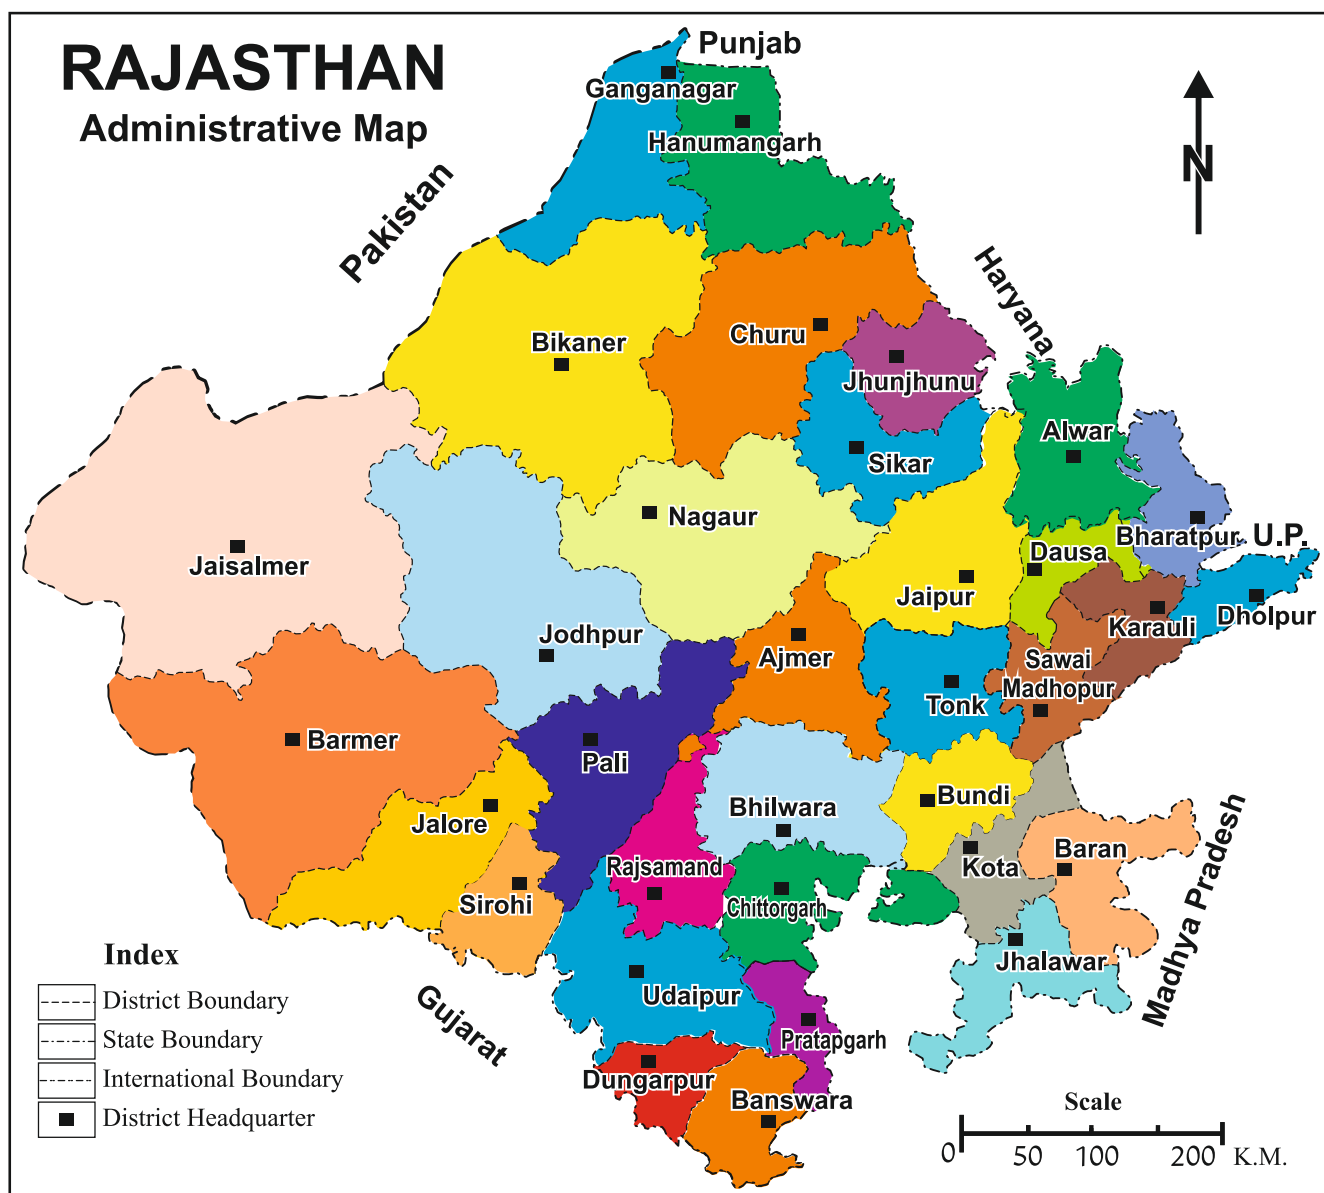 RAJASTHAN
Administrative Map
Punjab
Ganganagar
Hanumangarh
N
Pakistan
Haryana
Churu
Bikaner
Jhunjhunu
Alwar
Sikar
Nagaur
Bharatpur
U.P.
Dausa
Jaisalmer
Jaipur
Dholpur
Karauli
Jodhpur
Ajmer
Sawai
Madhopur
Tonk
Barmer
Pali
Bundi
Bhilwara
Jalore
Baran
Kota
Rajsamand
Sirohi
Chittorgarh
Madhya Pradesh
Jhalawar
Udaipur
Gujarat
Pratapgarh
Dungarpur
Banswara
Index
District Boundary
State Boundary
International Boundary
District Headquarter
Scale
0 50 100 200 K.M.